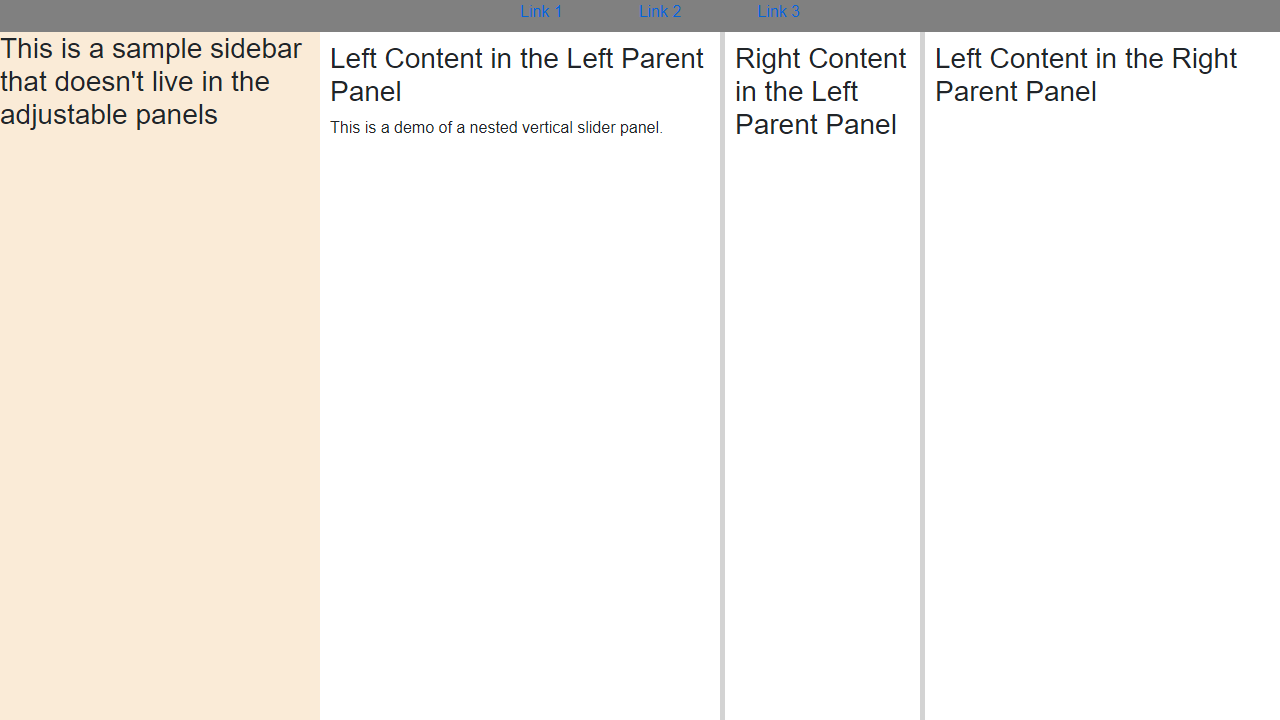 Link 1 Link 2 Link 3
This is a sample sidebar
that doesn't live in the
adjustable panels
Left Content in the Left Parent
Panel
This is a demo of a nested vertical slider panel.
Right Content
in the Left
Parent Panel
Left Content in the Right
Parent Panel